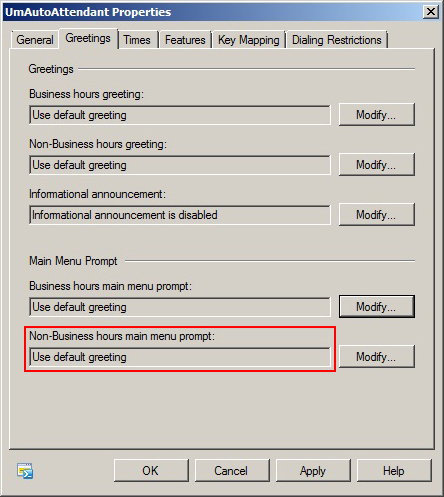 UmAutoAttendant Properties
General Greetings Times Features Key Mapping Dialing Restrictions
Greetings
Business hours greeting:
Use default greeting Modify...
Non-Business hours greeting:
Use default greeting Modify...
Informational announcement:
Informational announcement is disabled Modify...
Main Menu Prompt
Business hours main menu prompt:
Use default greeting Modify...
Non-Business hours main menu prompt:
Use default greeting Modify...
OK Cancel Apply Help